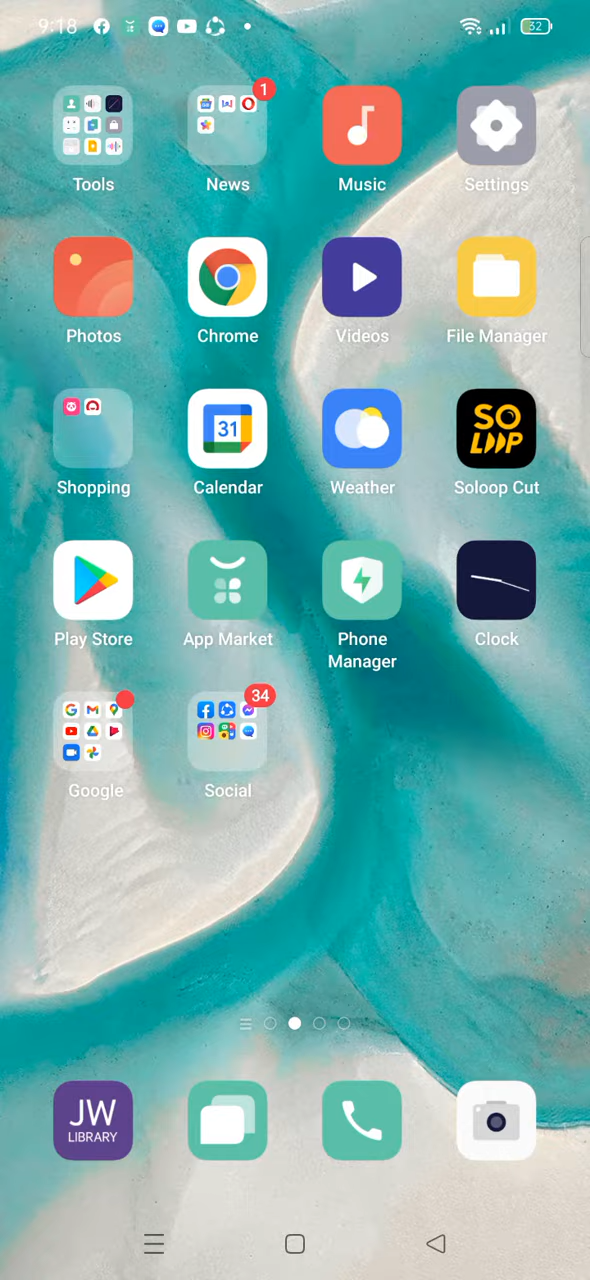 9:18
32
1
Tools
News
Music
Settings
Photos
Chrome
Videos
File Manager
31
SO
LOOP
Shopping
Calendar
Weather
Soloop Cut
Play Store
App Market
Phone
Manager
Clock
34
Google
Social
JW
LIBRARY